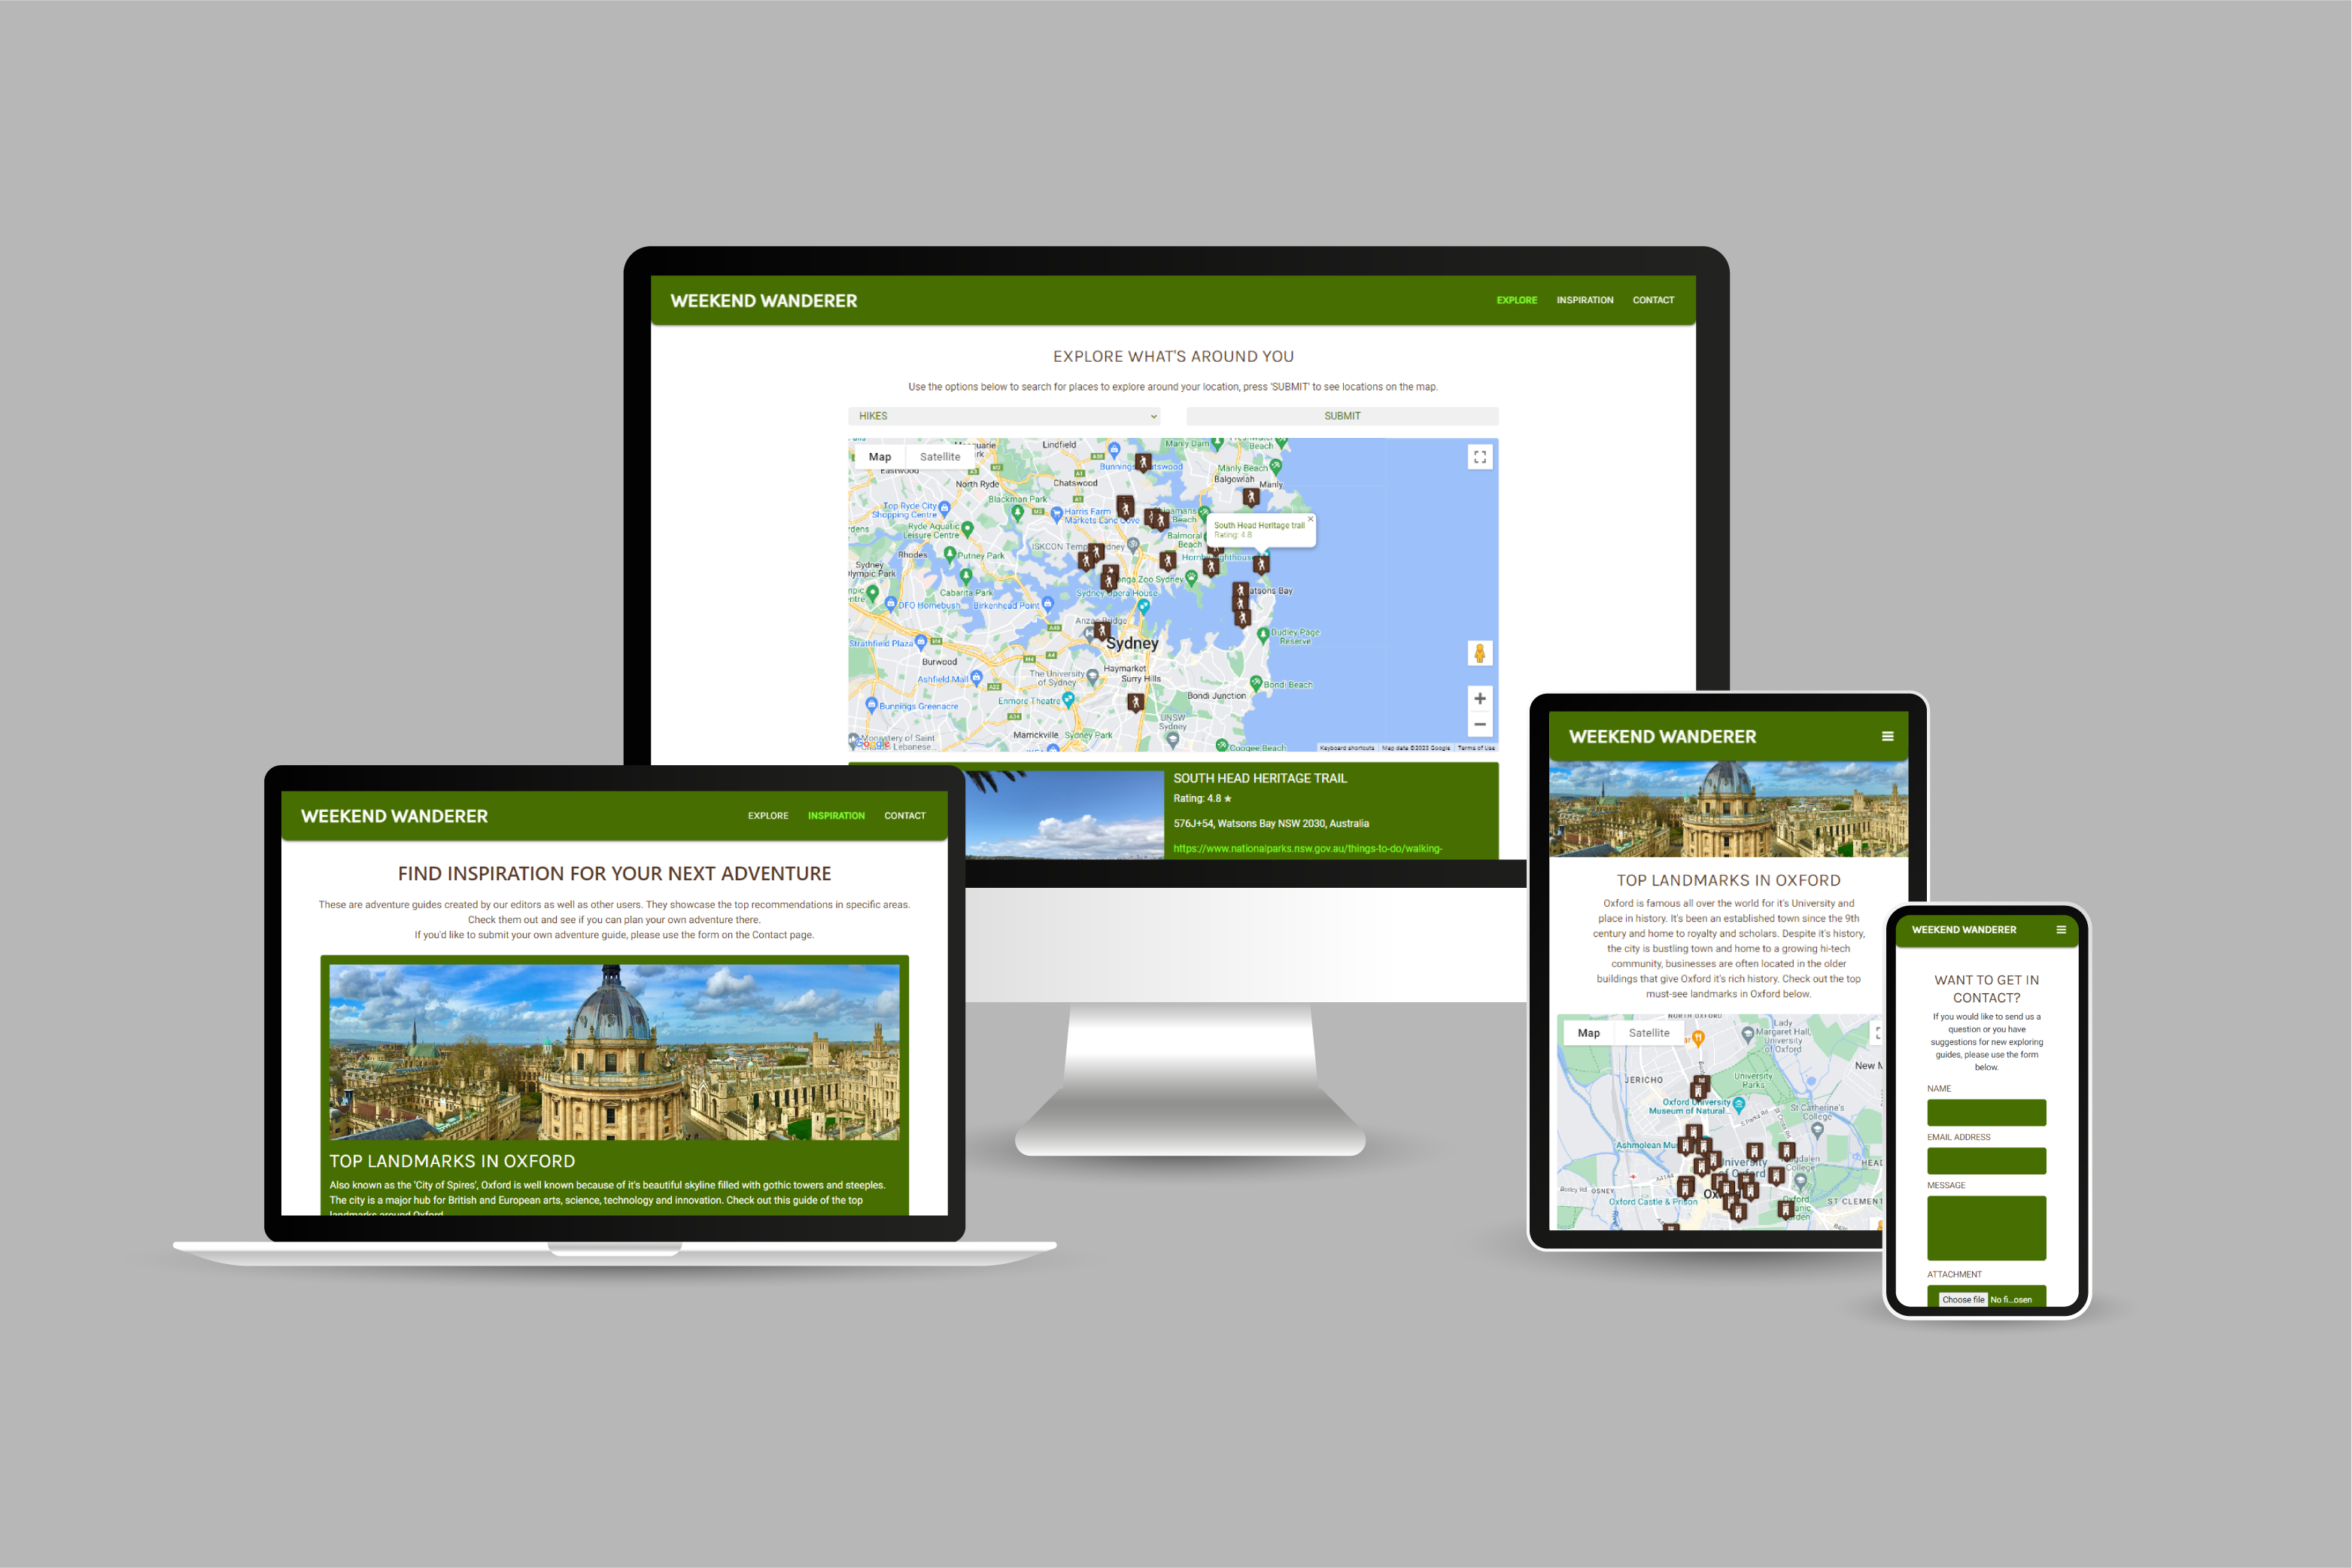 WEEKEND WANDERER
EXPLORE INSPIRATION CONTACT
EXPLORE WHAT'S AROUND YOU
Use the options below to search for places to explore around your location, press 'SUBMIT' to see locations on the map.
HIKES
SUBMIT
Map Satellite
Lindfield
Manly Dam
Beach
Eastwood
North Ryde
Chatswood
Manly Beach
Balgowlah
Manly
Blackman Park
Top Ryde City
Shopping Centre
Harris Farm
Markets Lane Cove
Ryde Aquatic
Leisure Centre
Beach
South Head Heritage trail
Rating: 4.8
Rhodes
Putney Park
Balmoral
Beach
Sydney
Cabarita Park
Sydney Opera House
DFO Homebush
Birkenhead Point
Strathfield Plaza
Sydney
Dudley Page
Reserve
Burwood
Haymarket
Ashfield Mall
The University
of Sydney
Surry Hills
Bondi Junction
Bondi Beach
Enmore Theatre
Bunnings Greenacre
UNSW
Sydney
Marrickville
Sydney Park
Coogee Beach
Google
Keyboard shortcuts Map data ©2023 Google Terms of Use
SOUTH HEAD HERITAGE TRAIL
Rating: 4.8 ★
576J+54, Watsons Bay NSW 2030, Australia
https://www.nationalparks.nsw.gov.au/things-to-do/walking-
WEEKEND WANDERER
EXPLORE INSPIRATION CONTACT
FIND INSPIRATION FOR YOUR NEXT ADVENTURE
These are adventure guides created by our editors as well as other users. They showcase the top recommendations in specific areas.
Check them out and see if you can plan your own adventure there.
If you'd like to submit your own adventure guide, please use the form on the Contact page.
TOP LANDMARKS IN OXFORD
Also known as the 'City of Spires', Oxford is well known because of it's beautiful skyline filled with gothic towers and steeples.
The city is a major hub for British and European arts, science, technology and innovation. Check out this guide of the top
landmarks around Oxford
WEEKEND WANDERER
TOP LANDMARKS IN OXFORD
Oxford is famous all over the world for it's University and
place in history. It's been an established town since the 9th
century and home to royalty and scholars. Despite it's history,
the city is bustling town and home to a growing hi-tech
community, businesses are often located in the older
buildings that give Oxford it's rich history. Check out the top
must-see landmarks in Oxford below.
Map Satellite
NORTH OXFORD
Lady
Margaret Hall,
University
of Oxford
JERICHO
University
Parks
Oxford University
Museum of Natural...
St Catherine's
College
Ashmolean
University
of Oxford
College
OSNEY
Oxford Castle & Prison
ST CLEMENT
WEEKEND WANDERER
WANT TO GET IN
CONTACT?
If you would like to send us a
question or you have
suggestions for new exploring
guides, please use the form
below.
NAME
EMAIL ADDRESS
MESSAGE
ATTACHMENT
Choose file No fi...osen